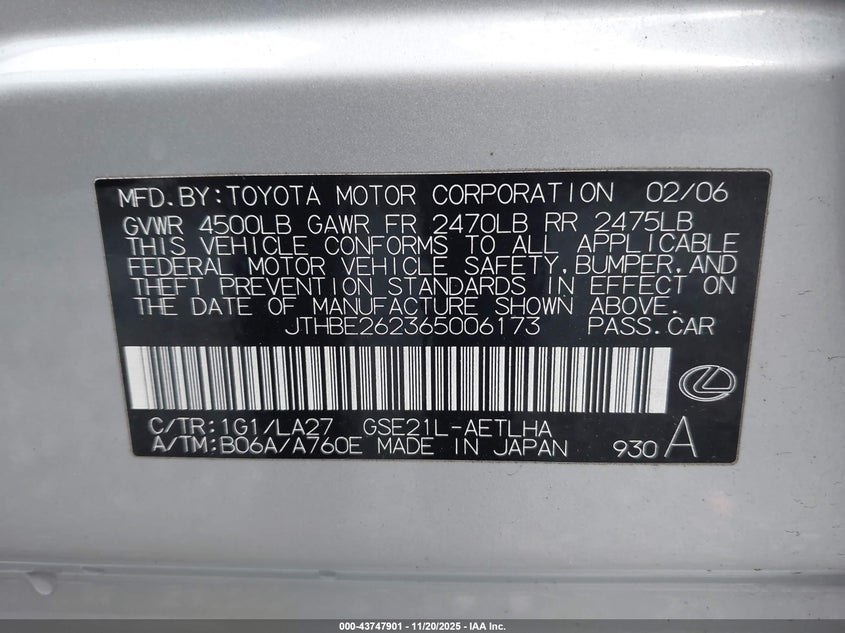 MFD.BY:TOYOTA MOTOR CORPORATION 02/06
GVWR 4500LB GAWR FR 2470LB RR 2475LB
THIS VEHICLE CONFORMS TO ALL APPLICABLE
FEDERAL MOTOR VEHICLE SAFETY,BUMPER,AND
THEFT PREVENTION STANDARDS IN EFFECT ON
THE DATE OF MANUFACTURE SHOWN ABOVE.
JTHBE262365006173 PASS.CAR
C/TR:1G1/LA27 GSE21L-AETLHA
A/TM:B06A/A760E MADE IN JAPAN 930 A
000-43747901 - 11/20/2025 - IAA Inc.